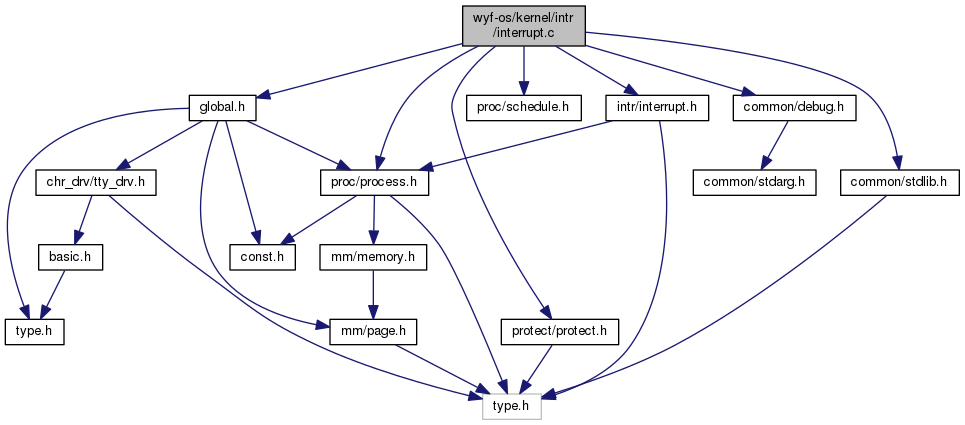 wyf-os/kernel/intr
/interrupt.c
global.h
proc/schedule.h
intr/interrupt.h
common/debug.h
chr_drv/tty_drv.h
proc/process.h
common/stdarg.h
common/stdlib.h
basic.h
const.h
mm/memory.h
type.h
mm/page.h
protect/protect.h
type.h